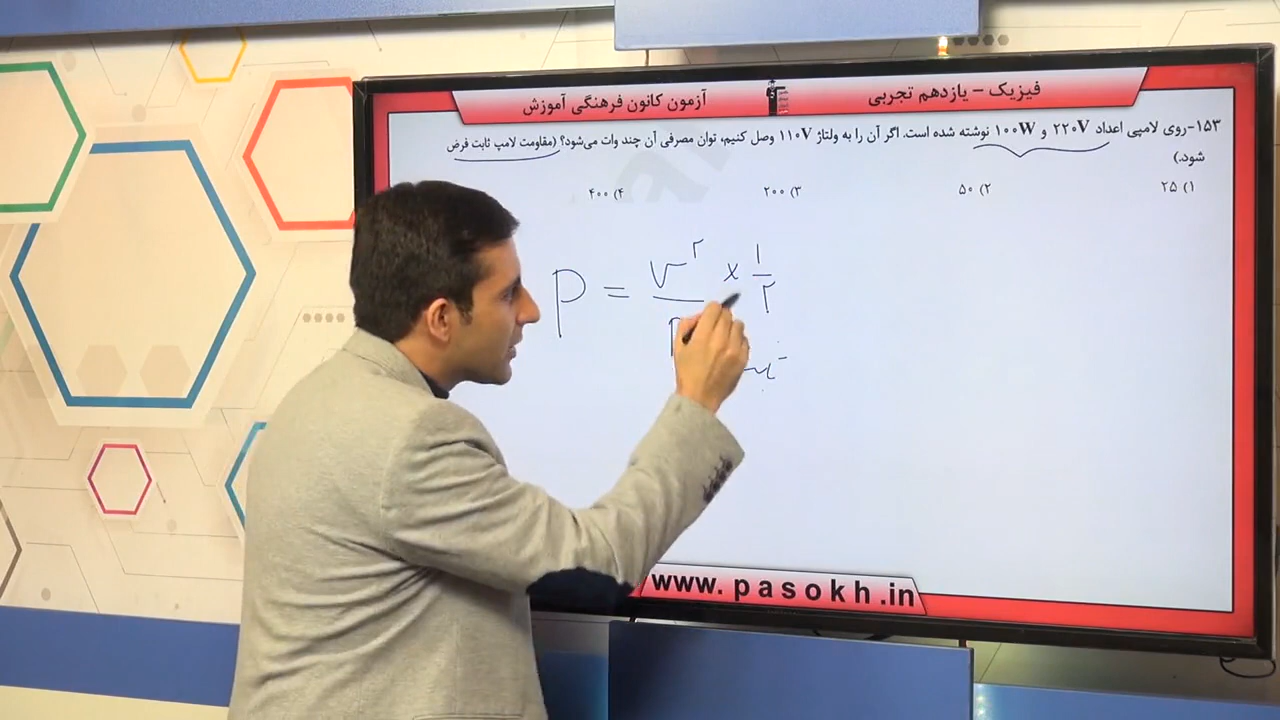 فیزیک - یازدهم تجربی
آزمون کانون فرهنگی آموزش
۱۵۳-روی لامپی اعداد ۲۲۰V و ۱۰۰W نوشته شده است. اگر آن را به ولتاژ ۱۱۰V وصل کنیم، توان مصرفی آن چند وات می‌شود؟ (مقاومت لامپ ثابت فرض
شود.)
۱) ۲۵
۲) ۵۰
۳) ۲۰۰
۴) ۴۰۰
P = V² × ۱/۲
www.pasokh.in